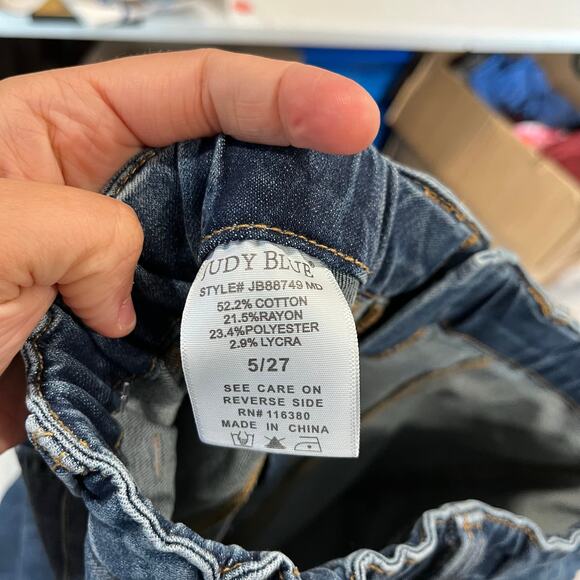 JUDY BLUE®
STYLE# JB88749 MD
52.2% COTTON
21.5%RAYON
23.4%POLYESTER
2.9% LYCRA
5/27
SEE CARE ON
REVERSE SIDE
RN# 116380
MADE IN CHINA